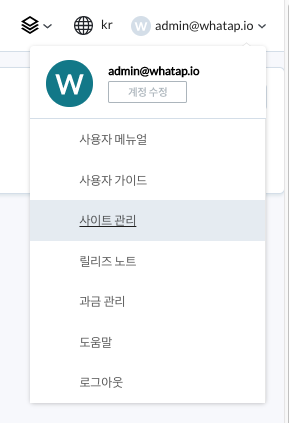 kr
admin@whatap.io
W
admin@whatap.io
계정 수정
사용자 메뉴얼
사용자 가이드
사이트 관리
릴리즈 노트
과금 관리
도움말
로그아웃